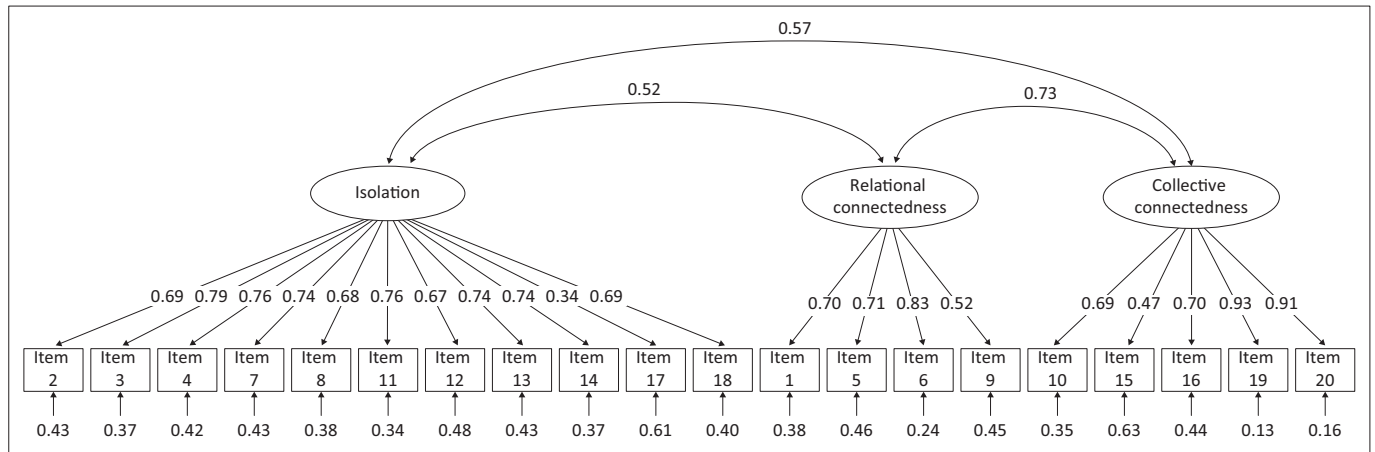 0.57
0.52
0.73
Isolation
Relational
connectedness
Collective
connectedness
0.69 0.79 0.76 0.74 0.68 0.76 0.67 0.74 0.74 0.34 0.69 0.70 0.71 0.83 0.52 0.69 0.47 0.70 0.93 0.91
Item Item Item Item Item Item Item Item Item Item Item Item Item Item Item Item Item Item Item Item
2 3 4 7 8 11 12 13 14 17 18 1 5 6 9 10 15 16 19 20
0.43 0.37 0.42 0.43 0.38 0.34 0.48 0.43 0.37 0.61 0.40 0.38 0.46 0.24 0.45 0.35 0.63 0.44 0.13 0.16